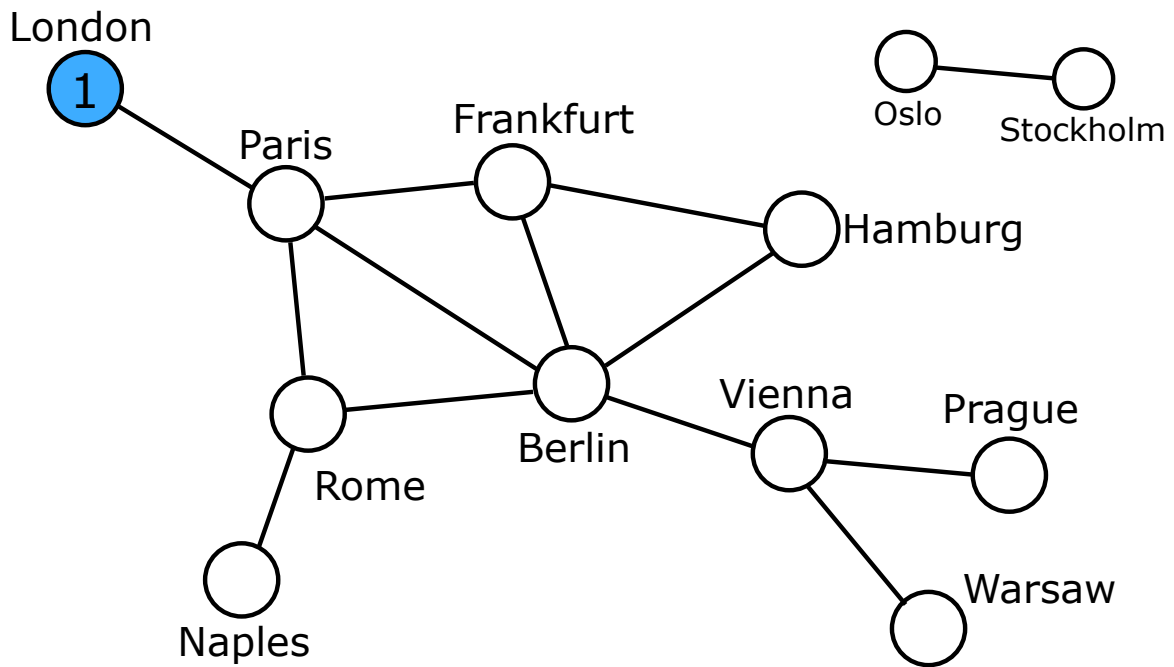 London
1
Oslo
Stockholm
Frankfurt
Paris
Hamburg
Vienna
Prague
Berlin
Rome
Warsaw
Naples